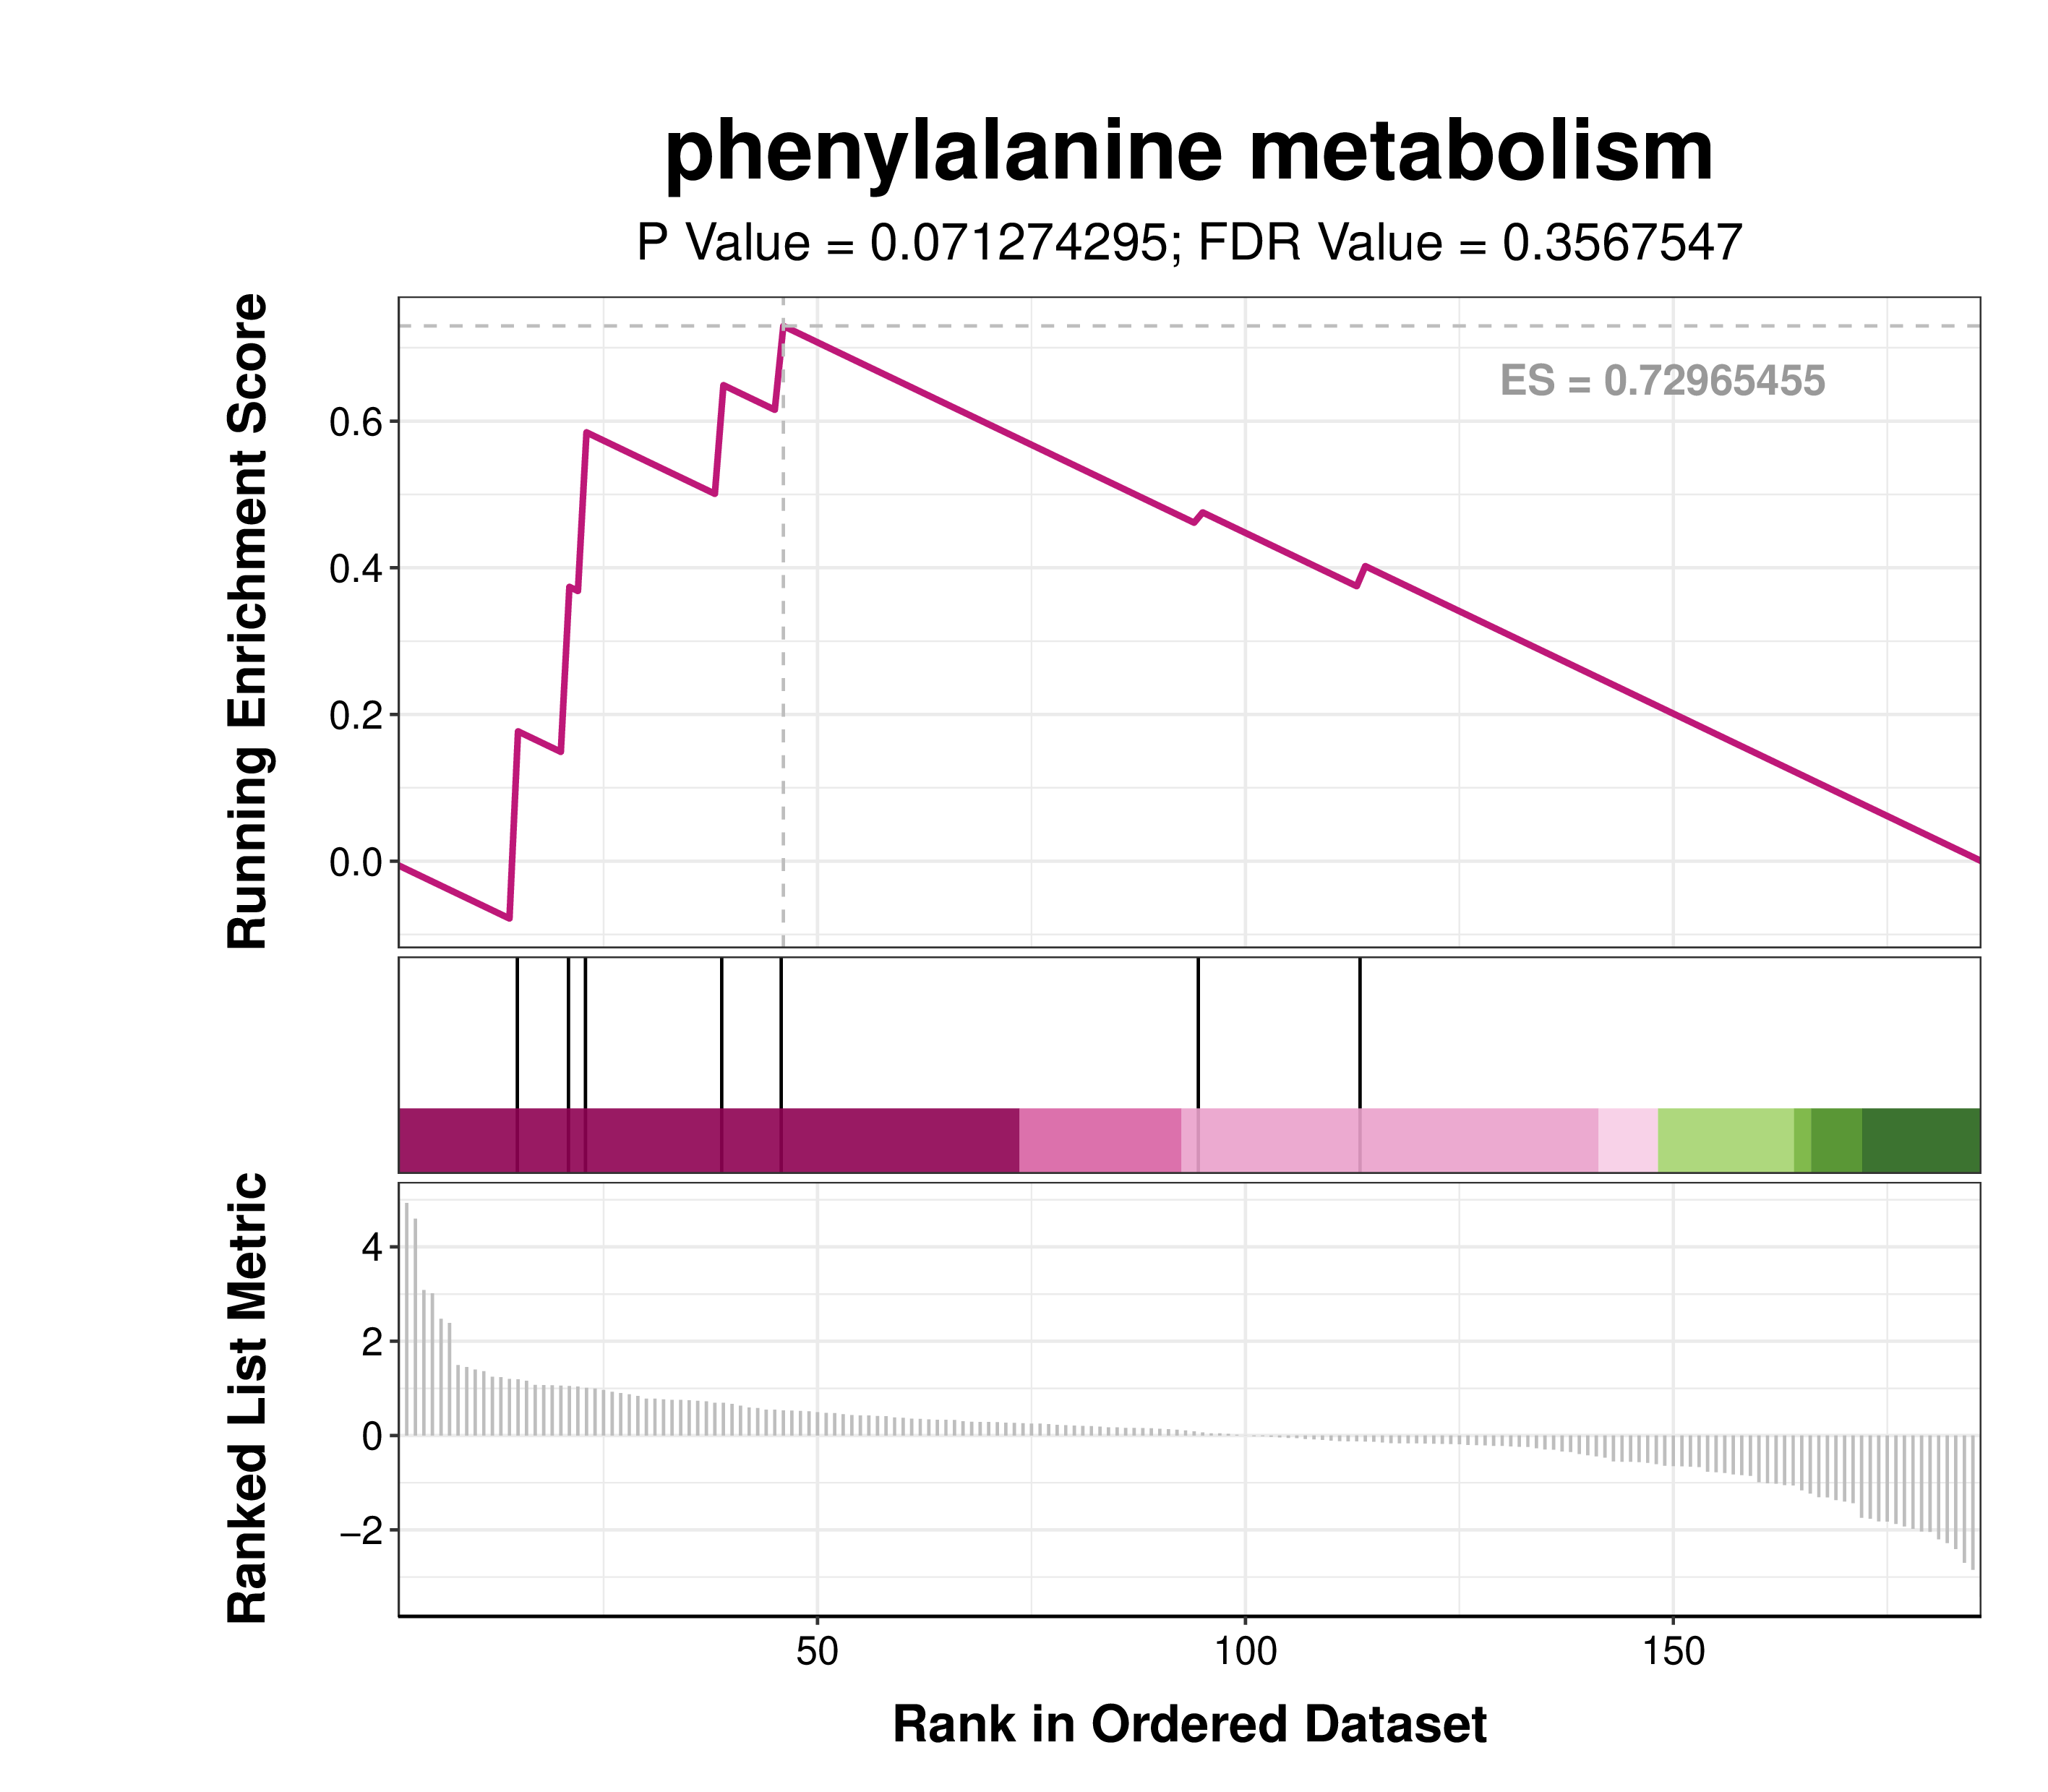 phenylalanine metabolism
P Value = 0.071274295; FDR Value = 0.3567547
Running Enrichment Score
ES = 0.72965455
0.6
0.4
0.2
0.0
Ranked List Metric
4
2
0
−2
50 100 150
Rank in Ordered Dataset